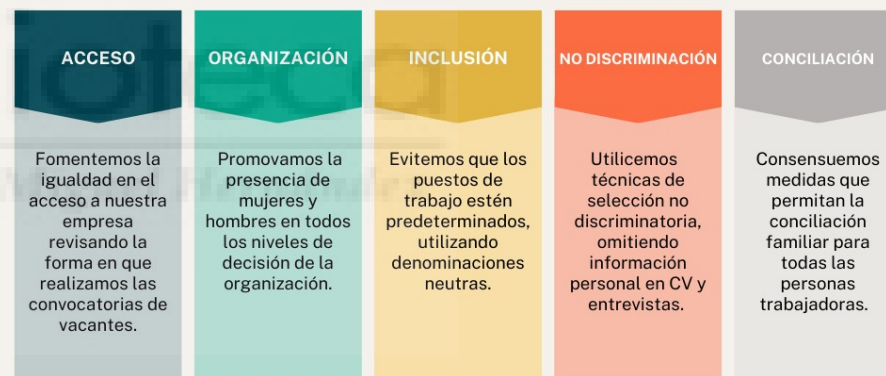 ACCESO
Fomentemos la
igualdad en el
acceso a nuestra
empresa
revisando la
forma en que
realizamos las
convocatorias de
vacantes.
ORGANIZACIÓN
Promovamos la
presencia de
mujeres y
hombres en todos
los niveles de
decisión de la
organización.
INCLUSIÓN
Evitemos que los
puestos de
trabajo estén
predeterminados,
utilizando
denominaciones
neutras.
NO DISCRIMINACIÓN
Utilicemos
técnicas de
selección no
discriminatoria,
omitiendo
información
personal en CV y
entrevistas.
CONCILIACIÓN
Consensuemos
medidas que
permitan la
conciliación
familiar para
todas las
personas
trabajadoras.